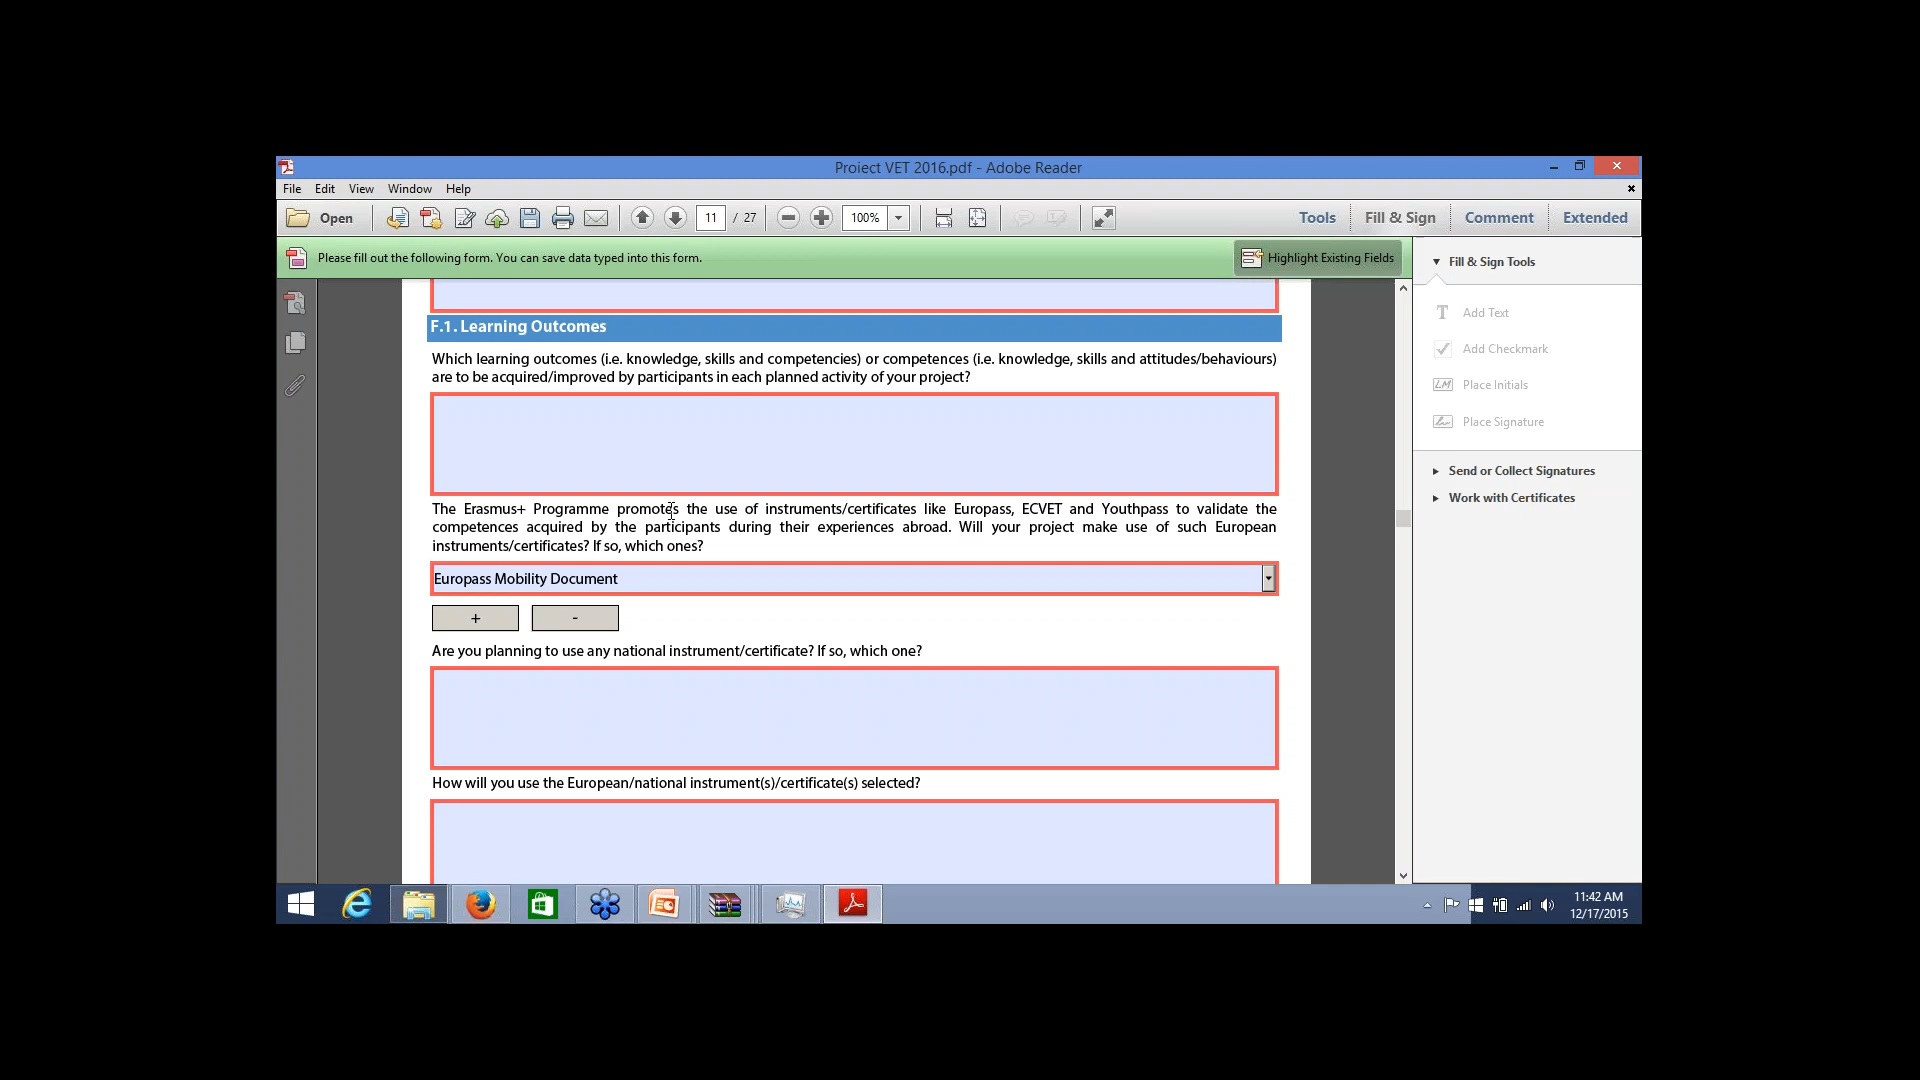 Project VET 2016.pdf - Adobe Reader
File Edit View Window Help
Open 11 / 27 100% Tools Fill & Sign Comment Extended
Please fill out the following form. You can save data typed into this form.
Highlight Existing Fields
F.1. Learning Outcomes
Which learning outcomes (i.e. knowledge, skills and competencies) or competences (i.e. knowledge, skills and attitudes/behaviours)
are to be acquired/improved by participants in each planned activity of your project?
The Erasmus+ Programme promotes the use of instruments/certificates like Europass, ECVET and Youthpass to validate the
competences acquired by the participants during their experiences abroad. Will your project make use of such European
instruments/certificates? If so, which ones?
Europass Mobility Document
+ -
Are you planning to use any national instrument/certificate? If so, which one?
How will you use the European/national instrument(s)/certificate(s) selected?
Fill & Sign Tools
T Add Text
Add Checkmark
LM Place Initials
Place Signature
Send or Collect Signatures
Work with Certificates
11:42 AM
12/17/2015